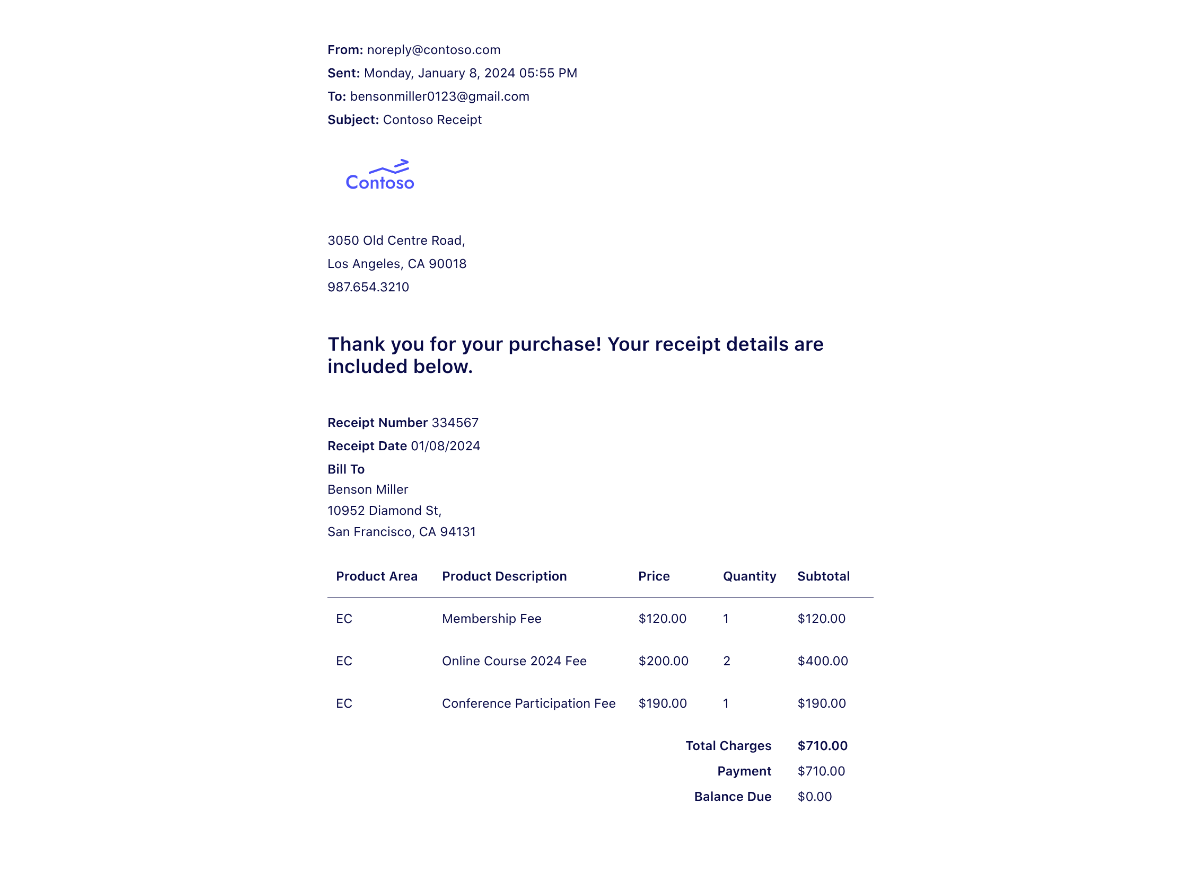 From: noreply@contoso.com
Sent: Monday, January 8, 2024 05:55 PM
To: bensonmiller0123@gmail.com
Subject: Contoso Receipt
Contoso
3050 Old Centre Road,
Los Angeles, CA 90018
987.654.3210
Thank you for your purchase! Your receipt details are
included below.
Receipt Number 334567
Receipt Date 01/08/2024
Bill To
Benson Miller
10952 Diamond St,
San Francisco, CA 94131
Product Area Product Description Price Quantity Subtotal
EC Membership Fee $120.00 1 $120.00
EC Online Course 2024 Fee $200.00 2 $400.00
EC Conference Participation Fee $190.00 1 $190.00
Total Charges $710.00
Payment $710.00
Balance Due $0.00